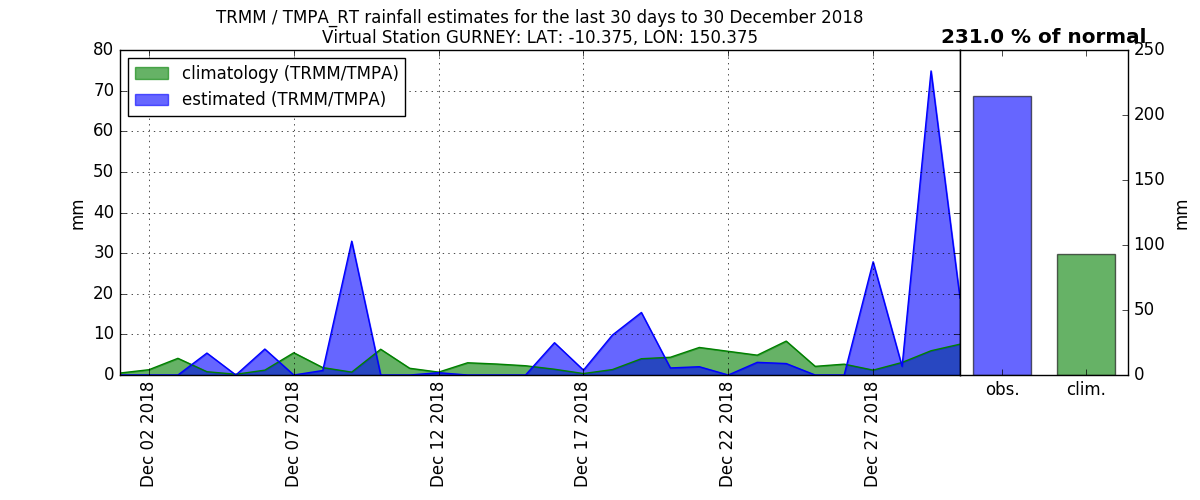 TRMM / TMPA_RT rainfall estimates for the last 30 days to 30 December 2018
Virtual Station GURNEY: LAT: -10.375, LON: 150.375
231.0 % of normal
climatology (TRMM/TMPA)
estimated (TRMM/TMPA)
80
70
60
50
40
30
20
10
0
mm
Dec 02 2018
Dec 07 2018
Dec 12 2018
Dec 17 2018
Dec 22 2018
Dec 27 2018
obs.
clim.
250
200
150
100
50
0
mm